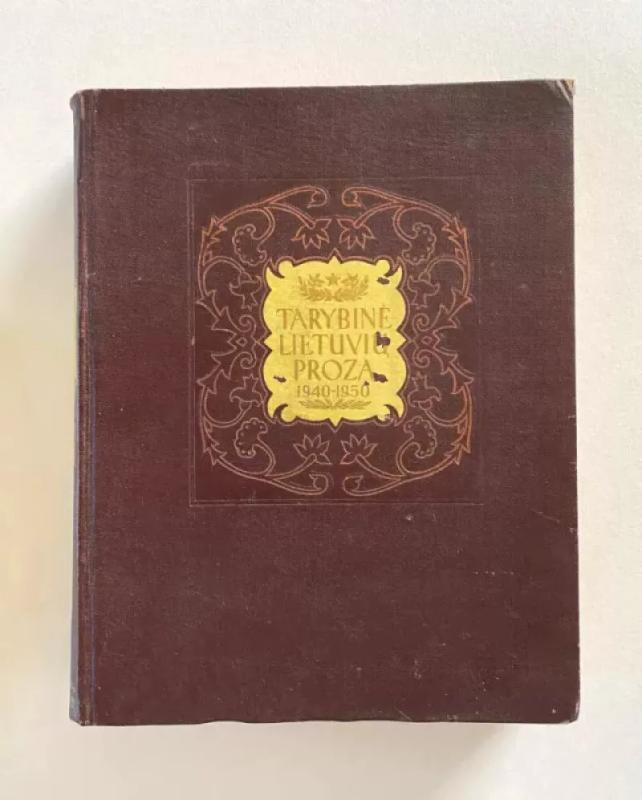 TARYBINĖ
LIETUVIŲ
PROZA
1940-1950